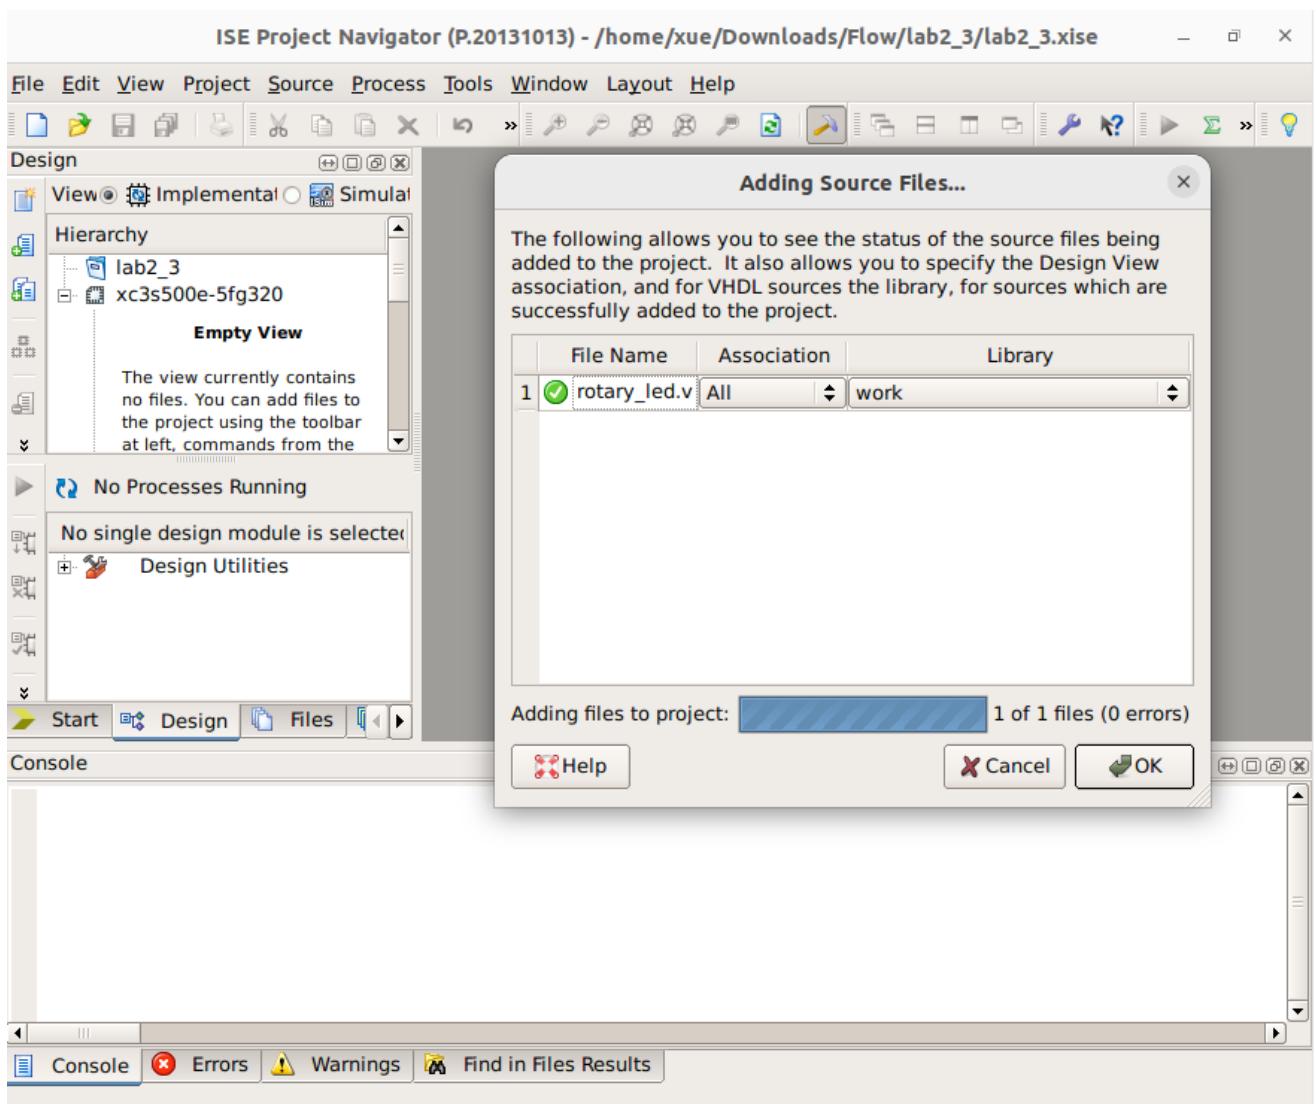 ISE Project Navigator (P.20131013) - /home/xue/Downloads/Flow/lab2_3/lab2_3.xise
File Edit View Project Source Process Tools Window Layout Help
Design
View Implementat Simulat
Hierarchy
lab2_3
xc3s500e-5fg320
Empty View
The view currently contains
no files. You can add files to
the project using the toolbar
at left, commands from the
No Processes Running
No single design module is selected
Design Utilities
Start Design Files
Adding Source Files...
The following allows you to see the status of the source files being
added to the project.  It also allows you to specify the Design View
association, and for VHDL sources the library, for sources which are
successfully added to the project.
File Name Association Library
1 rotary_led.v All work
Adding files to project: 1 of 1 files (0 errors)
Help Cancel OK
Console
Console Errors Warnings Find in Files Results